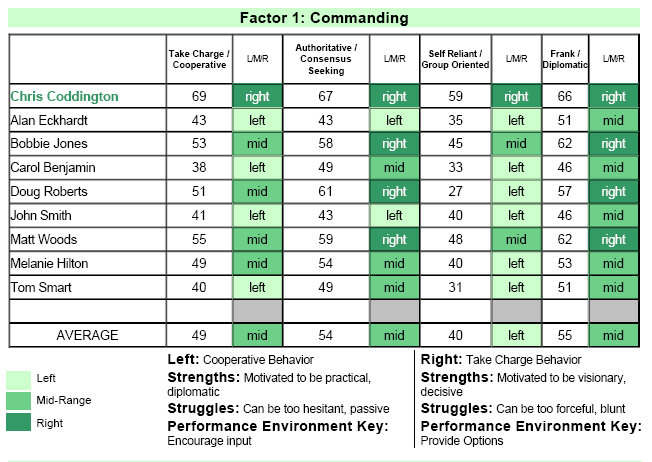 Factor 1: Commanding
Take Charge / Cooperative L/M/R Authoritative / Consensus Seeking L/M/R Self Reliant / Group Oriented L/M/R Frank / Diplomatic L/M/R
Chris Coddington 69 right 67 right 59 right 66 right
Alan Eckhardt 43 left 43 left 35 left 51 mid
Bobbie Jones 53 mid 58 right 45 mid 62 right
Carol Benjamin 38 left 49 mid 33 left 46 mid
Doug Roberts 51 mid 61 right 27 left 57 right
John Smith 41 left 43 left 40 left 46 mid
Matt Woods 55 mid 59 right 48 mid 62 right
Melanie Hilton 49 mid 54 mid 40 left 53 mid
Tom Smart 40 left 49 mid 31 left 51 mid
AVERAGE 49 mid 54 mid 40 left 55 mid
Left
Mid-Range
Right
Left: Cooperative Behavior
Strengths: Motivated to be practical,
diplomatic
Struggles: Can be too hesitant, passive
Performance Environment Key:
Encourage input
Right: Take Charge Behavior
Strengths: Motivated to be visionary,
decisive
Struggles: Can be too forceful, blunt
Performance Environment Key:
Provide Options